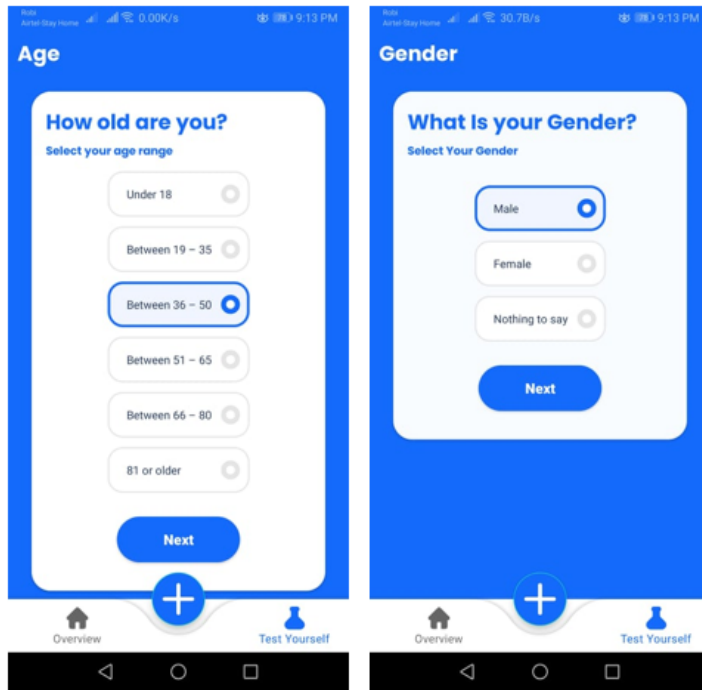 Robi
Airtel-Stay Home
0.00K/s
9:13 PM
Age
How old are you?
Select your age range
Under 18
Between 19 – 35
Between 36 – 50
Between 51 – 65
Between 66 – 80
81 or older
Next
Overview
Test Yourself
Robi
Airtel-Stay Home
30.7B/s
9:13 PM
Gender
What Is your Gender?
Select Your Gender
Male
Female
Nothing to say
Next
Overview
Test Yourself